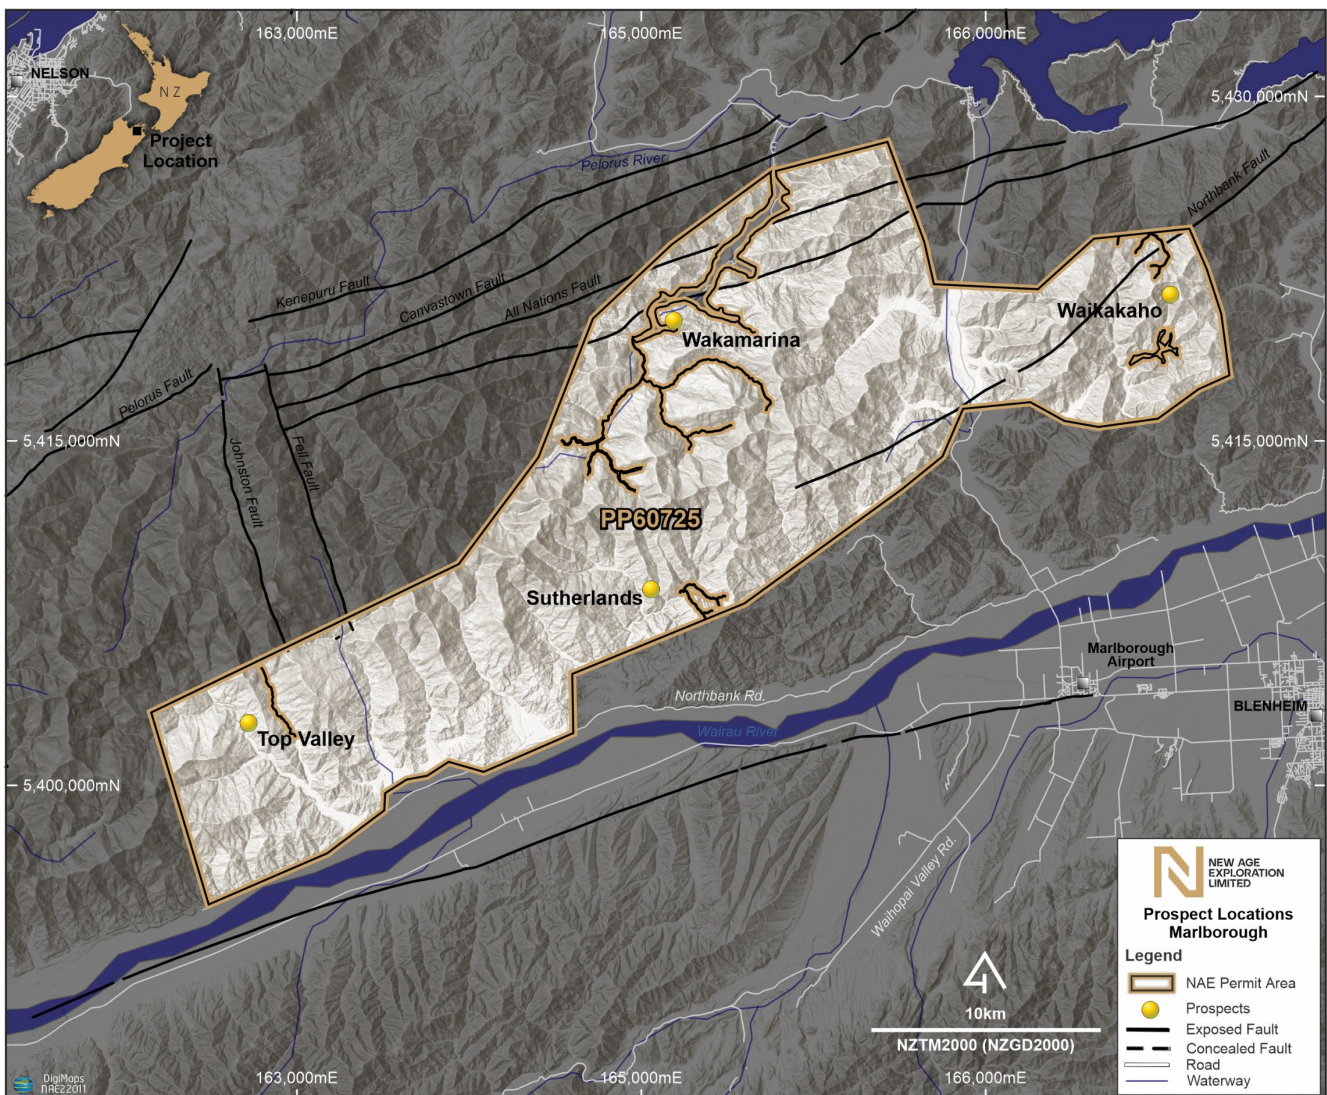 163,000mE
165,000mE
166,000mE
NELSON
N Z
Project
Location
5,430,000mN
5,430,000mN
Pelorus River
Northbank Fault
Kenepuru Fault
Canvastown Fault
All Nations Fault
Waikakaho
Wakamarina
Pelorus Fault
Johnston Fault
Fell Fault
5,415,000mN
5,415,000mN
PP60725
Sutherlands
Marlborough
Airport
Northbank Rd.
BLENHEIM
Wairau River
Top Valley
5,400,000mN
Waihopai Valley Rd.
NEW AGE
EXPLORATION
LIMITED
Prospect Locations
Marlborough
Legend
NAE Permit Area
Prospects
Exposed Fault
Concealed Fault
Road
Waterway
10km
NZTM2000 (NZGD2000)
DigiMaps
NAE22011
163,000mE
165,000mE
166,000mE